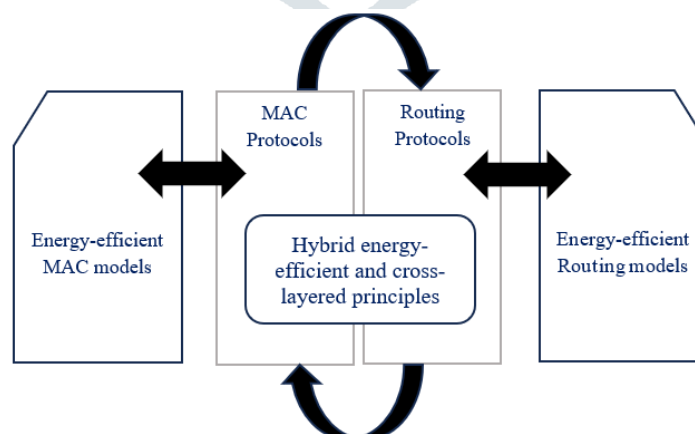 MAC
Protocols
Routing
Protocols
Energy-efficient
MAC models
Hybrid energy-
efficient and cross-
layered principles
Energy-efficient
Routing models